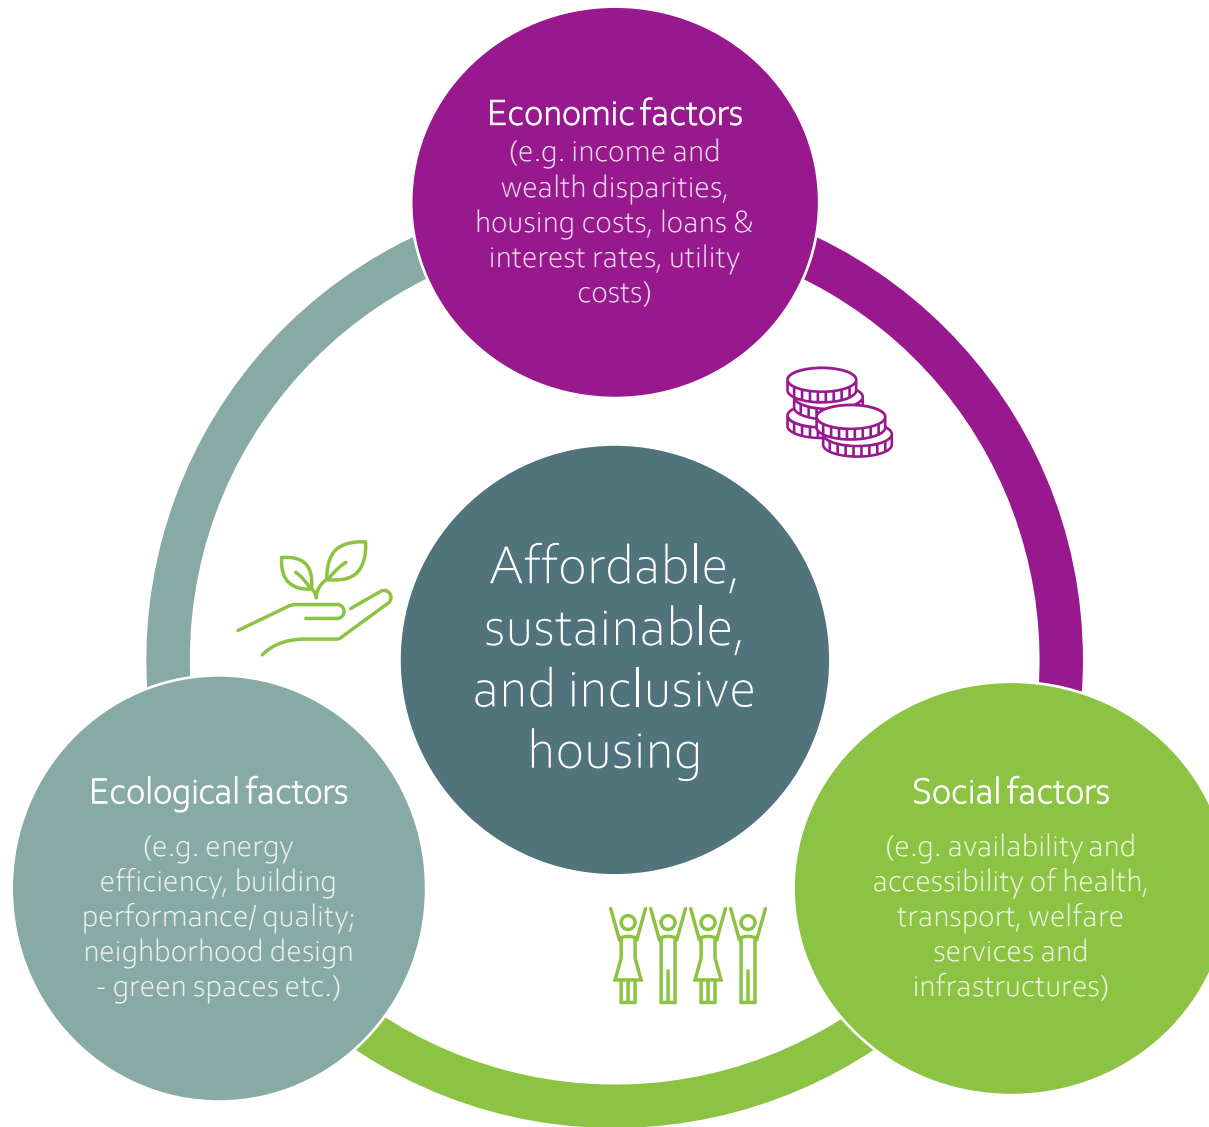 Economic factors
(e.g. income and
wealth disparities,
housing costs, loans &
interest rates, utility
costs)
Affordable,
sustainable,
and inclusive
housing
Ecological factors
(e.g. energy
efficiency, building
performance/ quality;
neighborhood design
- green spaces etc.)
Social factors
(e.g. availability and
accessibility of health,
transport, welfare
services and
infrastructures)